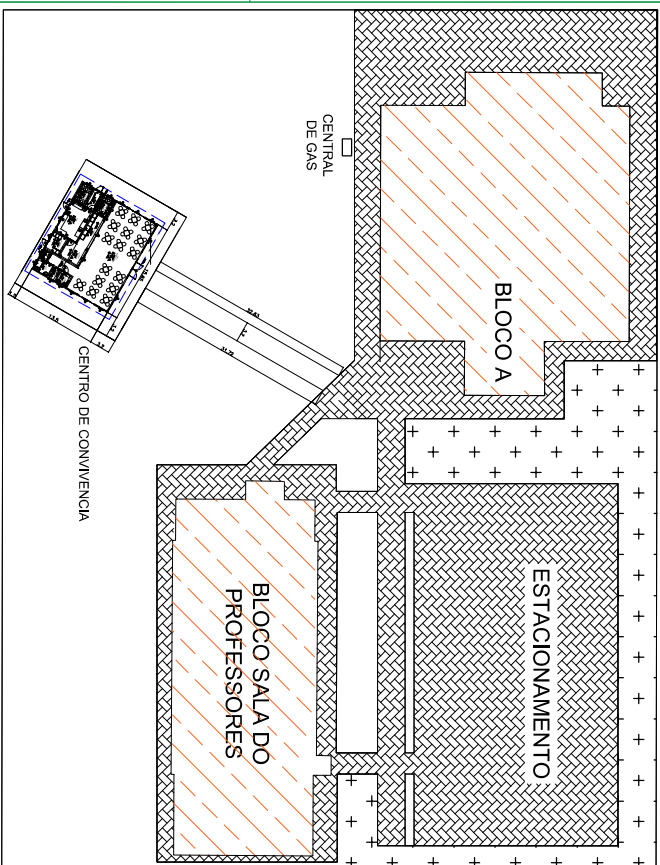 BLOCO A
CENTRAL
DE GAS
CENTRO DE CONVIVENCIA
ESTACIONAMENTO
BLOCO SALA DO
PROFESSORES